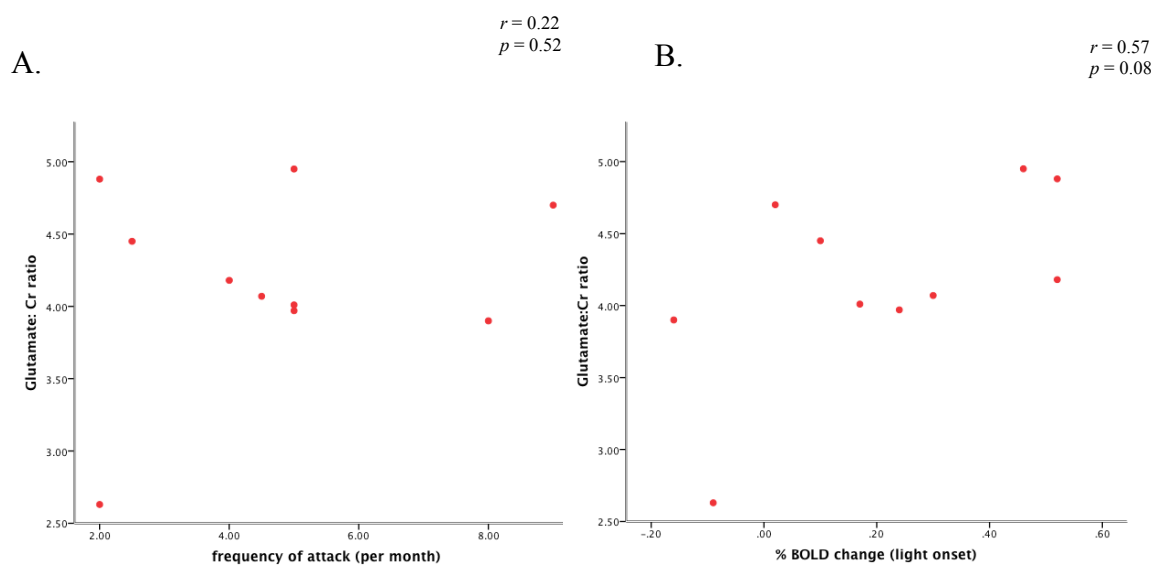 A.
r = 0.22
p = 0.52
Glutamate: Cr ratio
5.00
4.50
4.00
3.50
3.00
2.50
2.00
4.00
6.00
8.00
frequency of attack (per month)
B.
r = 0.57
p = 0.08
Glutamate:Cr ratio
5.00
4.50
4.00
3.50
3.00
2.50
-.20
.00
.20
.40
.60
% BOLD change (light onset)